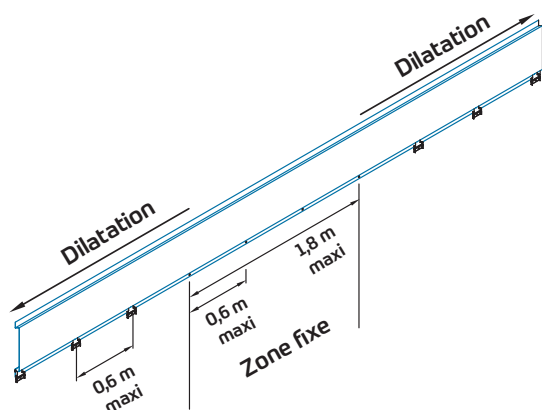 Dilatation
Dilatation
1,8 m
maxi
0,6 m
maxi
Zone fixe
0,6 m
maxi